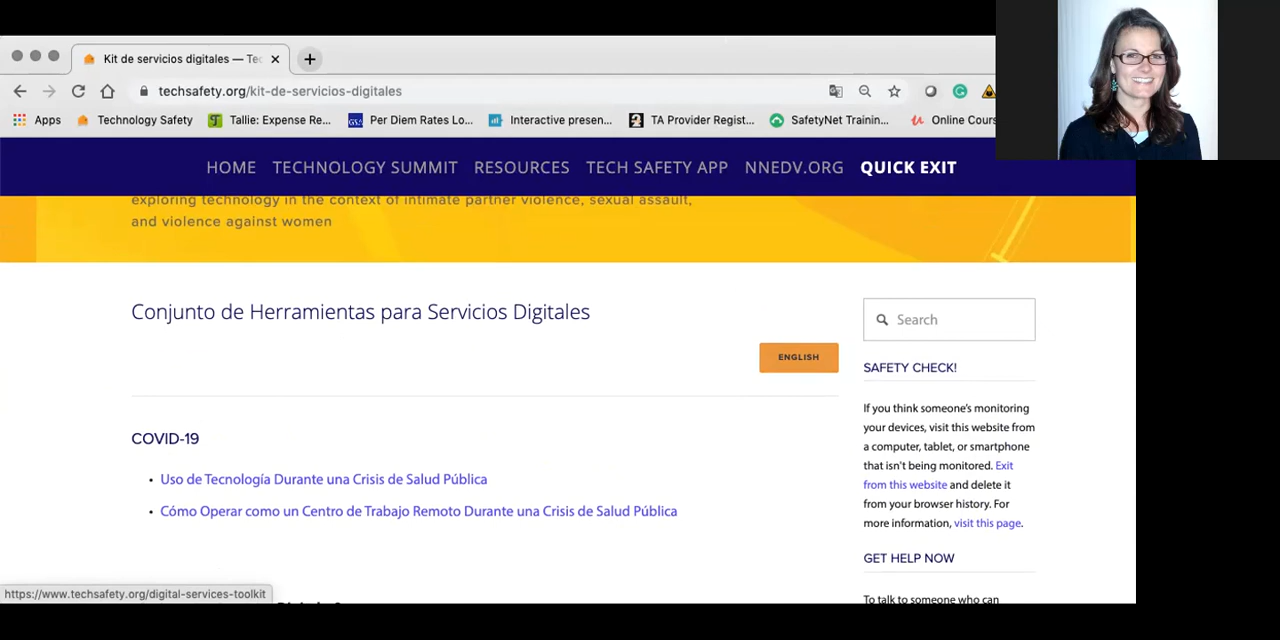 Kit de servicios digitales — Tec
techsafety.org/kit-de-servicios-digitales
Apps Technology Safety Tallie: Expense Re... Per Diem Rates Lo... Interactive presen... TA Provider Regist... SafetyNet Trainin... Online Cours
HOME TECHNOLOGY SUMMIT RESOURCES TECH SAFETY APP NNEDV.ORG QUICK EXIT
exploring technology in the context of intimate partner violence, sexual assault,
and violence against women
Conjunto de Herramientas para Servicios Digitales
ENGLISH
COVID-19
• Uso de Tecnología Durante una Crisis de Salud Pública
• Cómo Operar como un Centro de Trabajo Remoto Durante una Crisis de Salud Pública
Search
SAFETY CHECK!
If you think someone's monitoring
your devices, visit this website from
a computer, tablet, or smartphone
that isn't being monitored. Exit
from this website and delete it
from your browser history. For
more information, visit this page.
GET HELP NOW
To talk to someone who can
https://www.techsafety.org/digital-services-toolkit